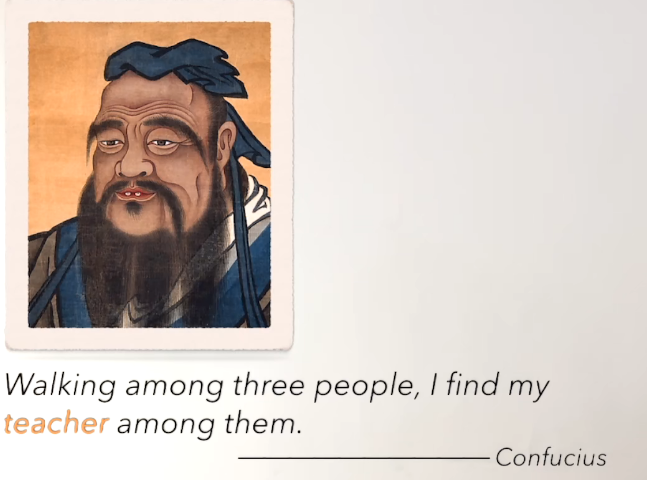 Walking among three people, I find my
teacher among them.
Confucius